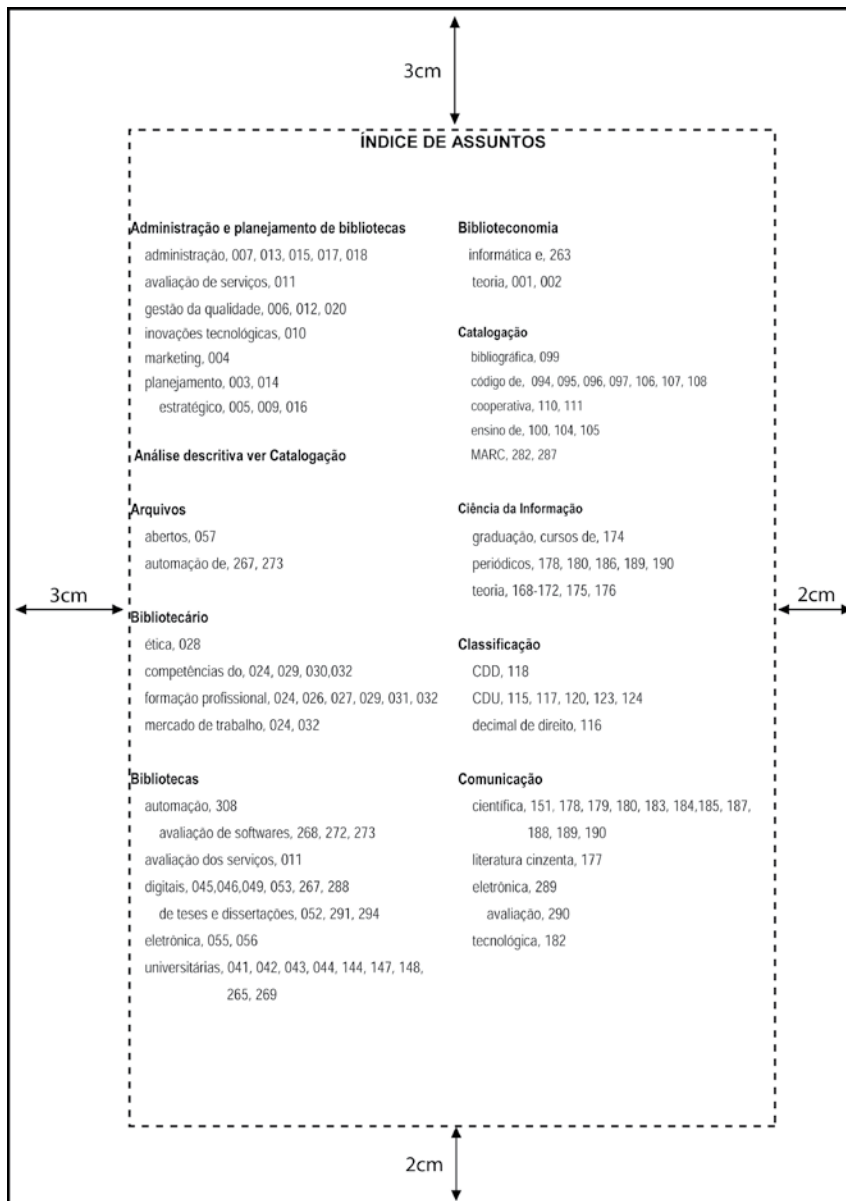 3cm
ÍNDICE DE ASSUNTOS
Administração e planejamento de bibliotecas
administração, 007, 013, 015, 017, 018
avaliação de serviços, 011
gestão da qualidade, 006, 012, 020
inovações tecnológicas, 010
marketing, 004
planejamento, 003, 014
estratégico, 005, 009, 016
Análise descritiva ver Catalogação
Arquivos
abertos, 057
automação de, 267, 273
Bibliotecário
ética, 028
competências do, 024, 029, 030,032
formação profissional, 024, 026, 027, 029, 031, 032
mercado de trabalho, 024, 032
Bibliotecas
automação, 308
avaliação de softwares, 268, 272, 273
avaliação dos serviços, 011
digitais, 045,046,049, 053, 267, 288
de teses e dissertações, 052, 291, 294
eletrônica, 055, 056
universitárias, 041, 042, 043, 044, 144, 147, 148,
265, 269
Biblioteconomia
informática e, 263
teoria, 001, 002
Catalogação
bibliográfica, 099
código de, 094, 095, 096, 097, 106, 107, 108
cooperativa, 110, 111
ensino de, 100, 104, 105
MARC, 282, 287
Ciência da Informação
graduação, cursos de, 174
periódicos, 178, 180, 186, 189, 190
teoria, 168-172, 175, 176
Classificação
CDD, 118
CDU, 115, 117, 120, 123, 124
decimal de direito, 116
Comunicação
científica, 151, 178, 179, 180, 183, 184,185, 187,
188, 189, 190
literatura cinzenta, 177
eletrônica, 289
avaliação, 290
tecnológica, 182
3cm
2cm
2cm